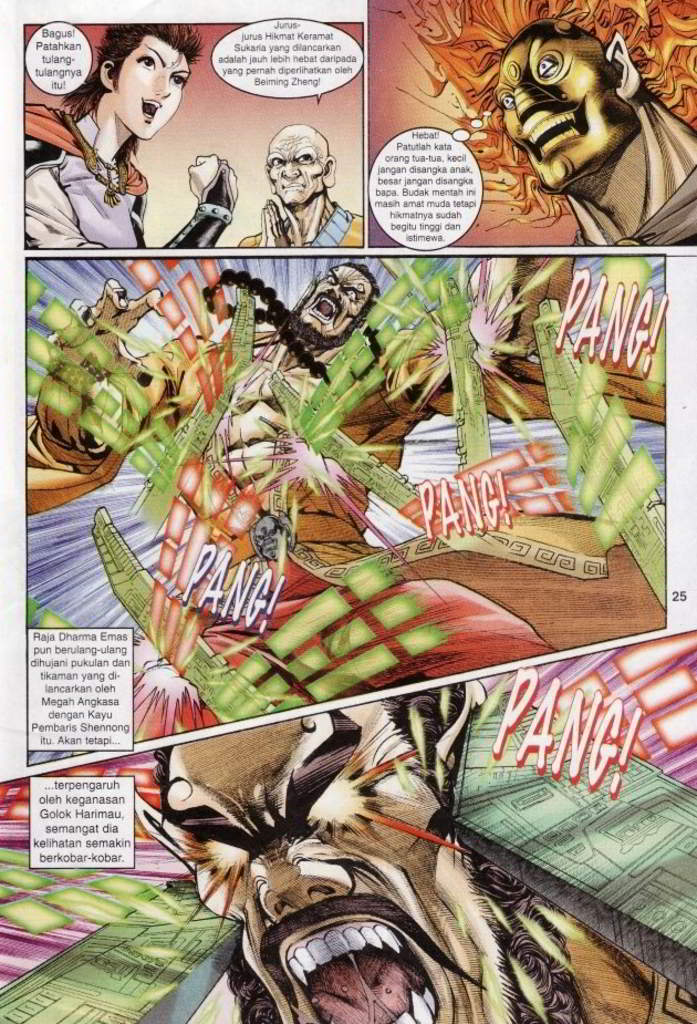 Bagus!
Patahkan
tulang-
tulangnya
itu!
Jurus-
jurus Hikmat Keramat
Sukaria yang dilancarkan
adalah jauh lebih hebat daripada
yang pernah diperlihatkan oleh
Beiming Zheng!
Hebat!
Patutlah kata
orang tua-tua, kecil
jangan disangka anak,
besar jangan disangka
bapa. Budak mentah ini
masih amat muda tetapi
hikmatnya sudah
begitu tinggi dan
istimewa.
PANG!
PANG!
PANG!
25
Raja Dharma Emas
pun berulang-ulang
dihujani pukulan dan
tikaman yang di-
lancarkan oleh
Megah Angkasa
dengan Kayu
Pembaris Shennong
itu. Akan tetapi...
PANG!
...terpengaruh
oleh keganasan
Golok Harimau,
semangat dia
kelihatan semakin
berkobar-kobar.